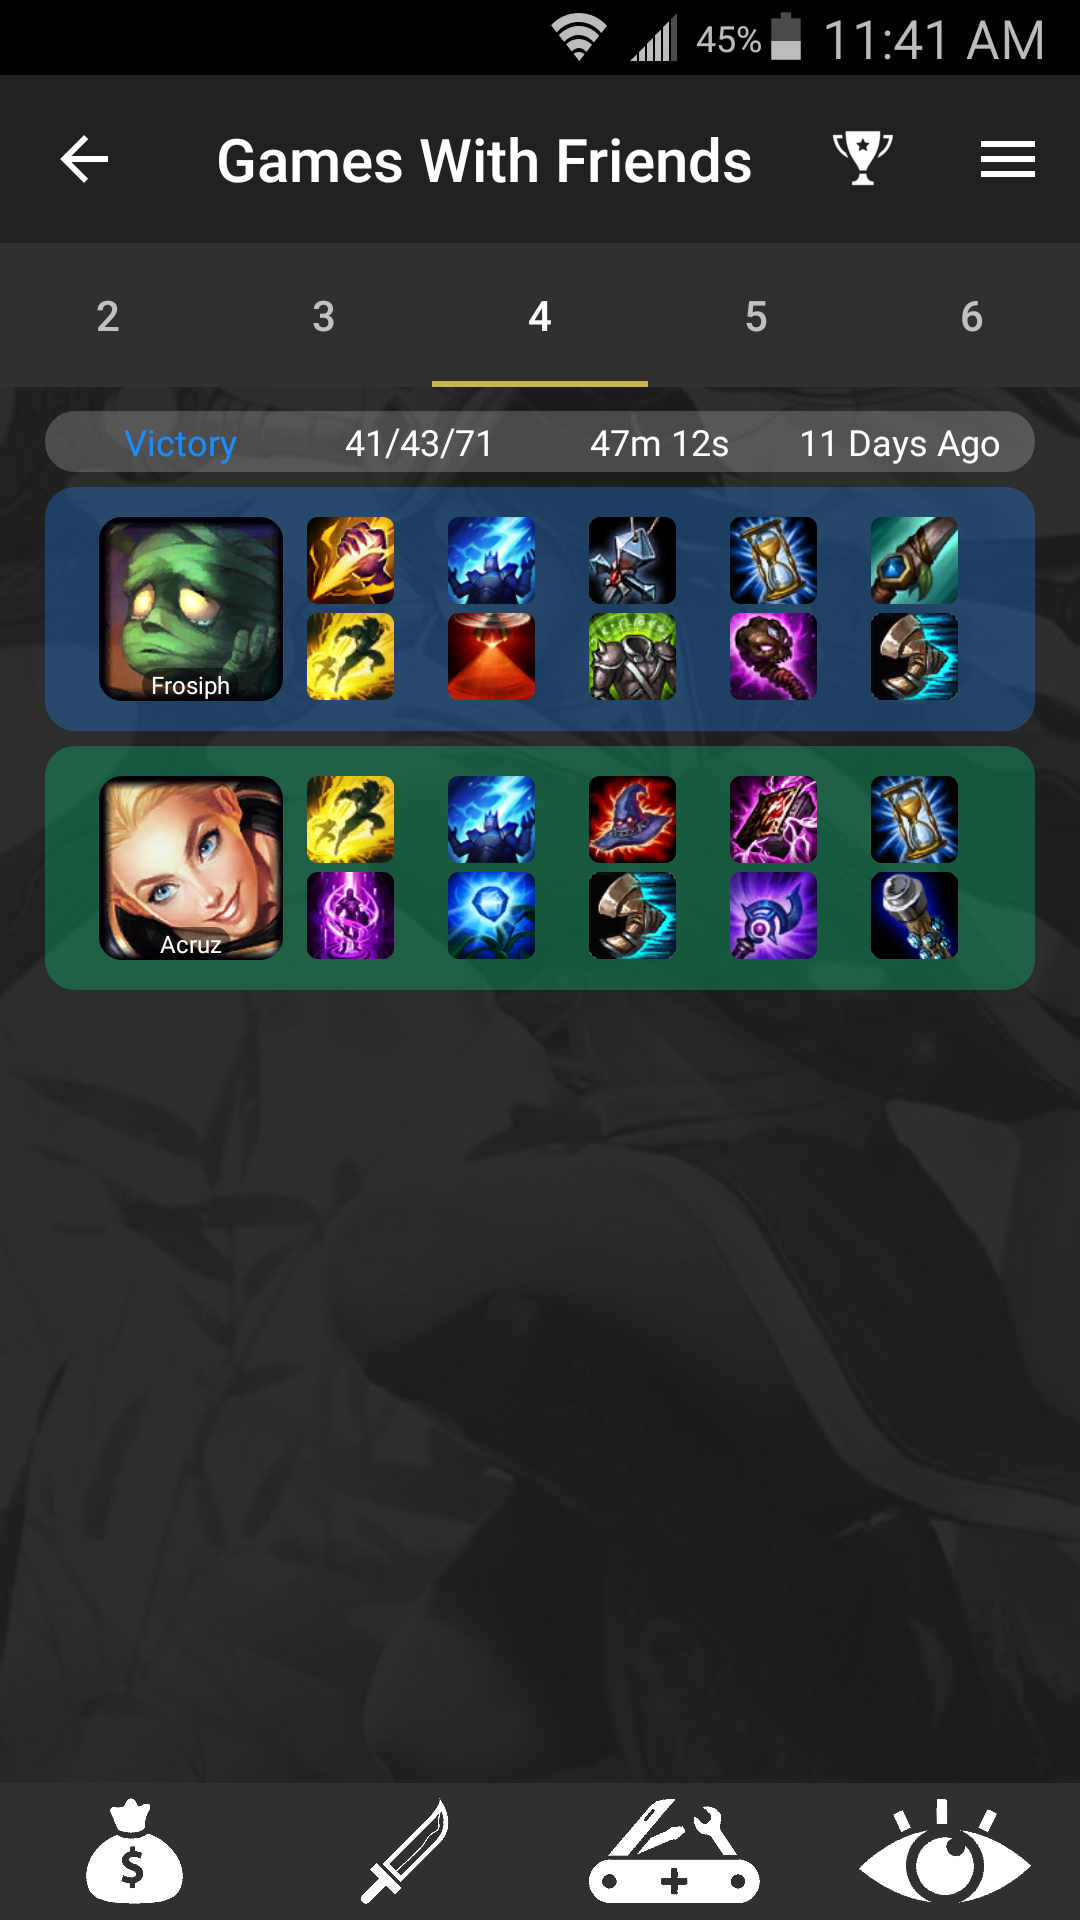 45% 11:41 AM
Games With Friends
2 3 4 5 6
Victory 41/43/71 47m 12s 11 Days Ago
Frosiph
Acruz
$